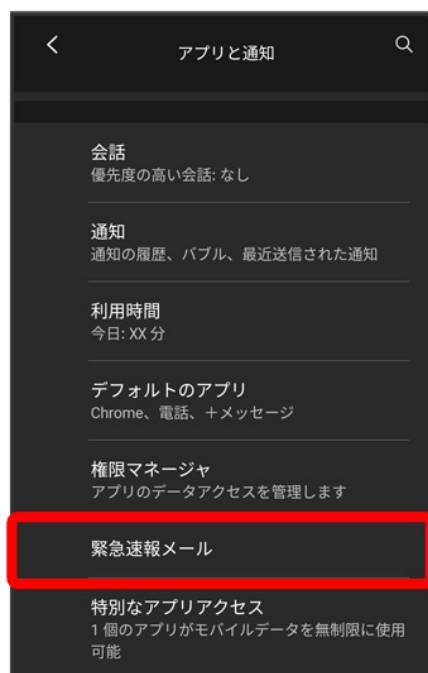 アプリと通知
会話
優先度の高い会話: なし
通知
通知の履歴、バブル、最近送信された通知
利用時間
今日: XX 分
デフォルトのアプリ
Chrome、電話、+メッセージ
権限マネージャ
アプリのデータアクセスを管理します
緊急速報メール
特別なアプリアクセス
1 個のアプリがモバイルデータを無制限に使用
可能